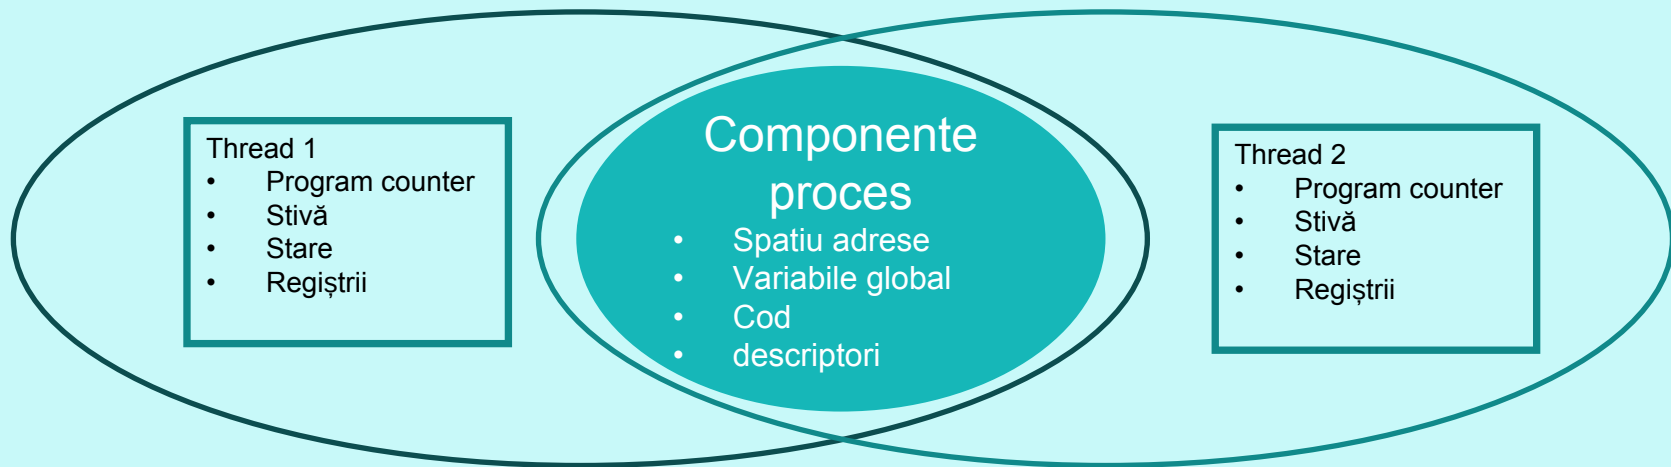 Thread 1
• Program counter
• Stivă
• Stare
• Regiștrii
Componente
proces
• Spatiu adrese
• Variabile global
• Cod
• descriptori
Thread 2
• Program counter
• Stivă
• Stare
• Regiștrii